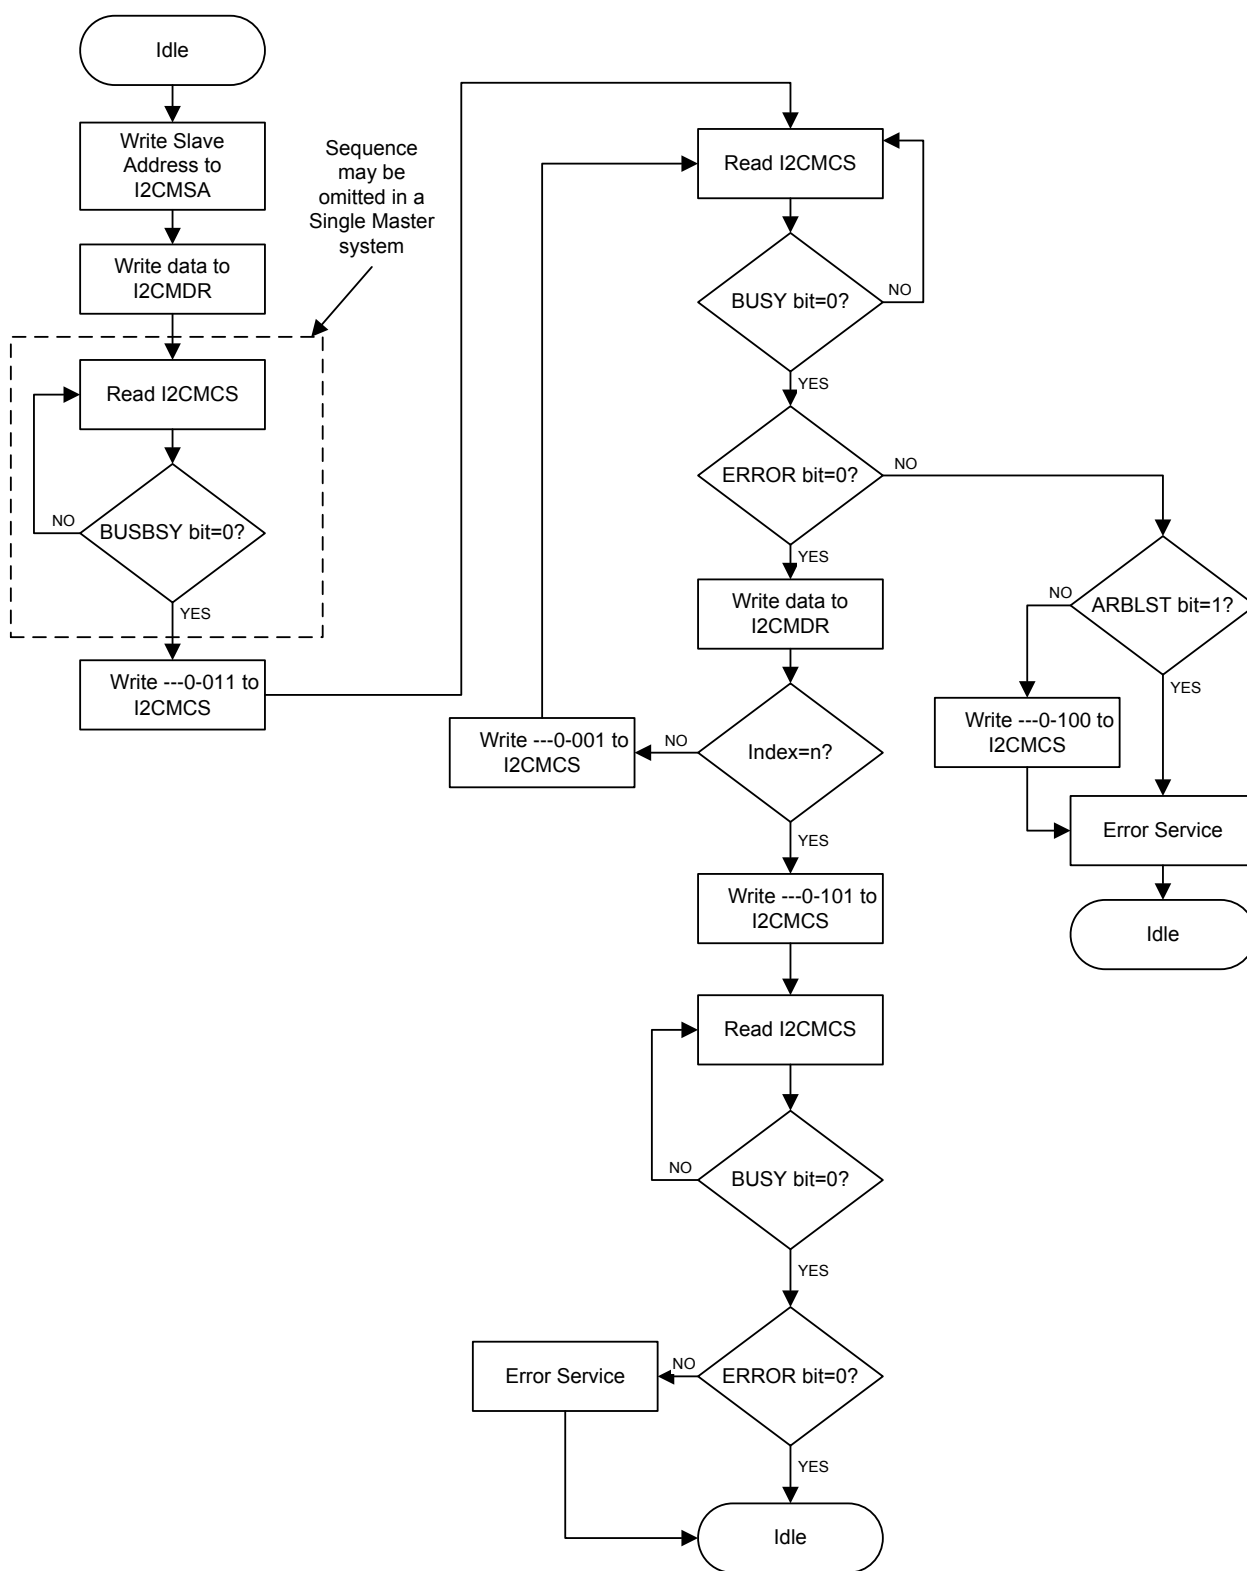 Idle
Write Slave
Address to
I2CMSA
Write data to
I2CMDR
Sequence
may be
omitted in a
Single Master
system
Read I2CMCS
BUSBSY bit=0?
NO
YES
Write ---0-011 to
I2CMCS
Read I2CMCS
BUSY bit=0?
NO
YES
ERROR bit=0?
NO
YES
Write data to
I2CMDR
ARBLST bit=1?
NO
YES
Write ---0-100 to
I2CMCS
Error Service
Idle
Index=n?
NO
Write ---0-001 to
I2CMCS
YES
Write ---0-101 to
I2CMCS
Read I2CMCS
BUSY bit=0?
NO
YES
ERROR bit=0?
NO
Error Service
YES
Idle